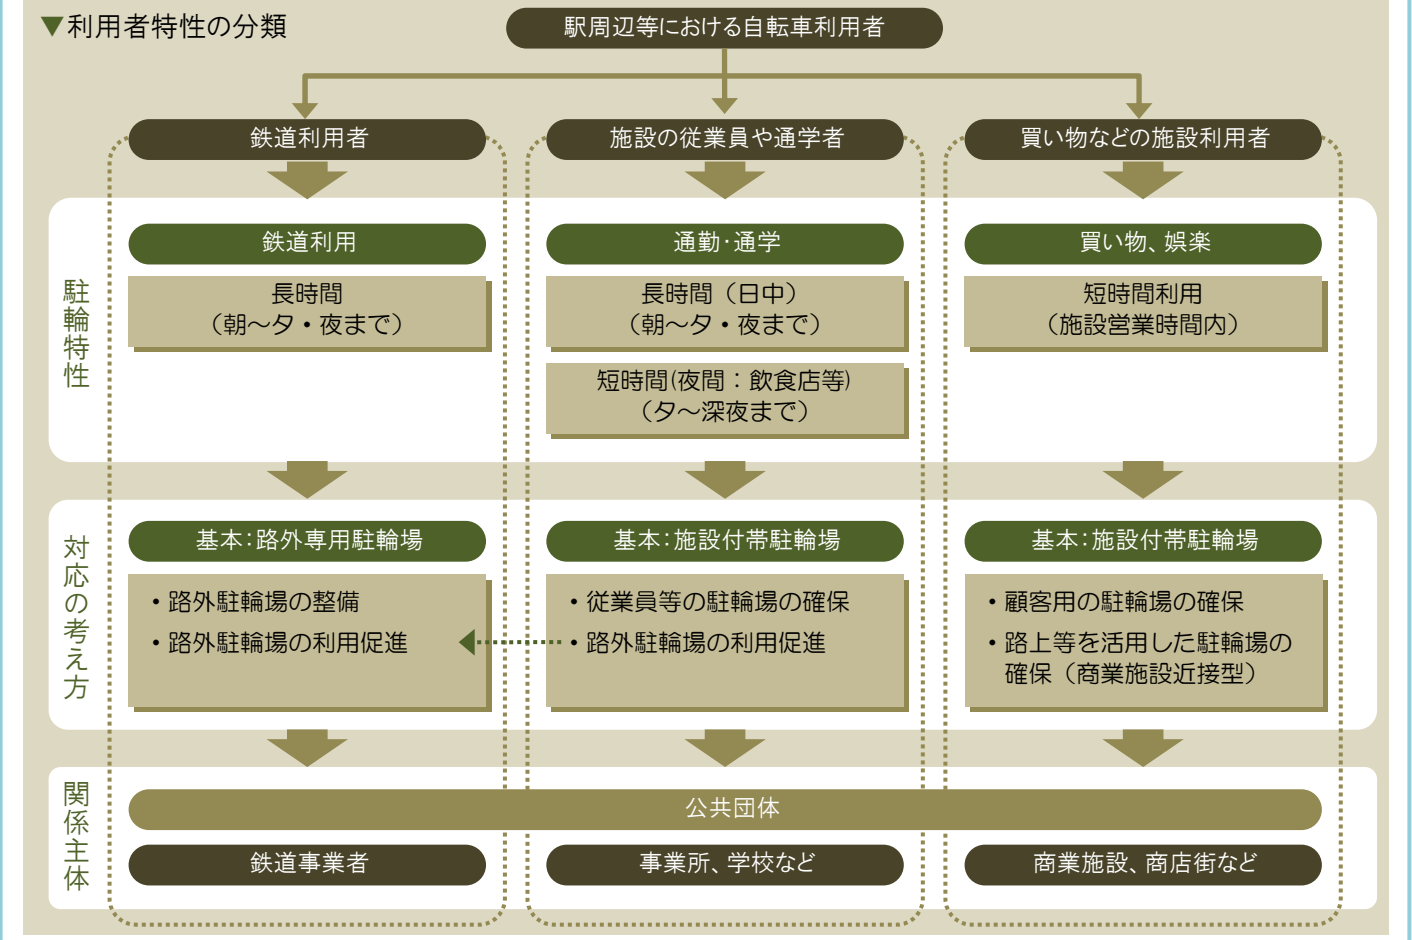 ▼利用者特性の分類
駅周辺等における自転車利用者
鉄道利用者
施設の従業員や通学者
買い物などの施設利用者
駐輪特性
鉄道利用
長時間
（朝～夕・夜まで）
通勤・通学
長時間（日中）
（朝～夕・夜まで）
短時間(夜間：飲食店等)
（夕～深夜まで）
買い物、娯楽
短時間利用
（施設営業時間内）
対応の考え方
基本：路外専用駐輪場
・路外駐輪場の整備
・路外駐輪場の利用促進
基本：施設付帯駐輪場
・従業員等の駐輪場の確保
・路外駐輪場の利用促進
基本：施設付帯駐輪場
・顧客用の駐輪場の確保
・路上等を活用した駐輪場の
確保（商業施設近接型）
関係主体
公共団体
鉄道事業者
事業所、学校など
商業施設、商店街など